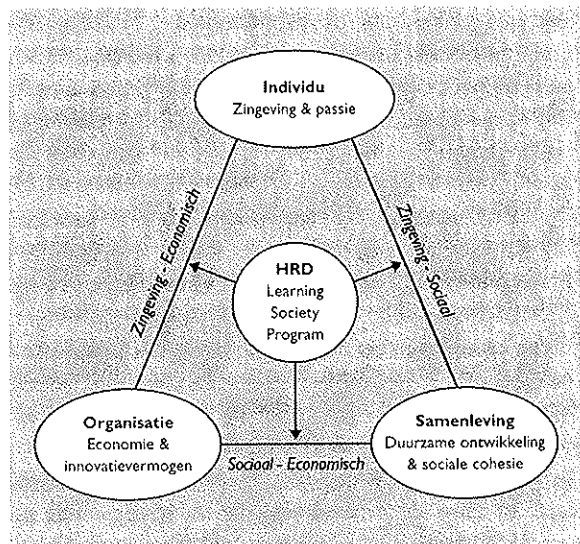 Individu
Zingeving & passie
Zingeving - Economisch
Zingeving - Sociaal
HRD
Learning
Society
Program
Organisatie
Economie &
innovatievermogen
Samenleving
Duurzame ontwikkeling
& sociale cohesie
Sociaal - Economisch